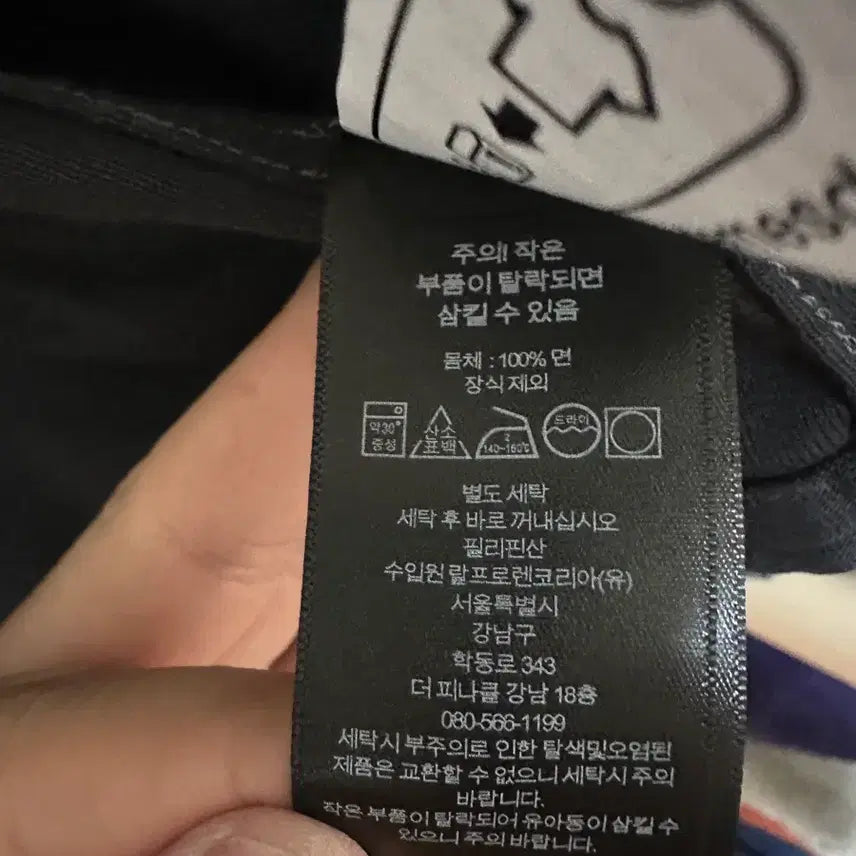 주의! 작은
부품이 탈락되면
삼킬 수 있음
몸체 : 100% 면
장식 제외
약30°
중성
산소
표백
2
140~160℃
드라이
별도 세탁
세탁 후 바로 꺼내십시오
필리핀산
수입원 랄프로렌코리아(유)
서울특별시
강남구
학동로 343
더 피나클 강남 18층
080-566-1199
세탁시 부주의로 인한 탈색및오염된
제품은 교환할 수 없으니 세탁시 주의
바랍니다.
작은 부품이 탈락되어 유아동이 삼킬 수
있으니 주의 바랍니다.